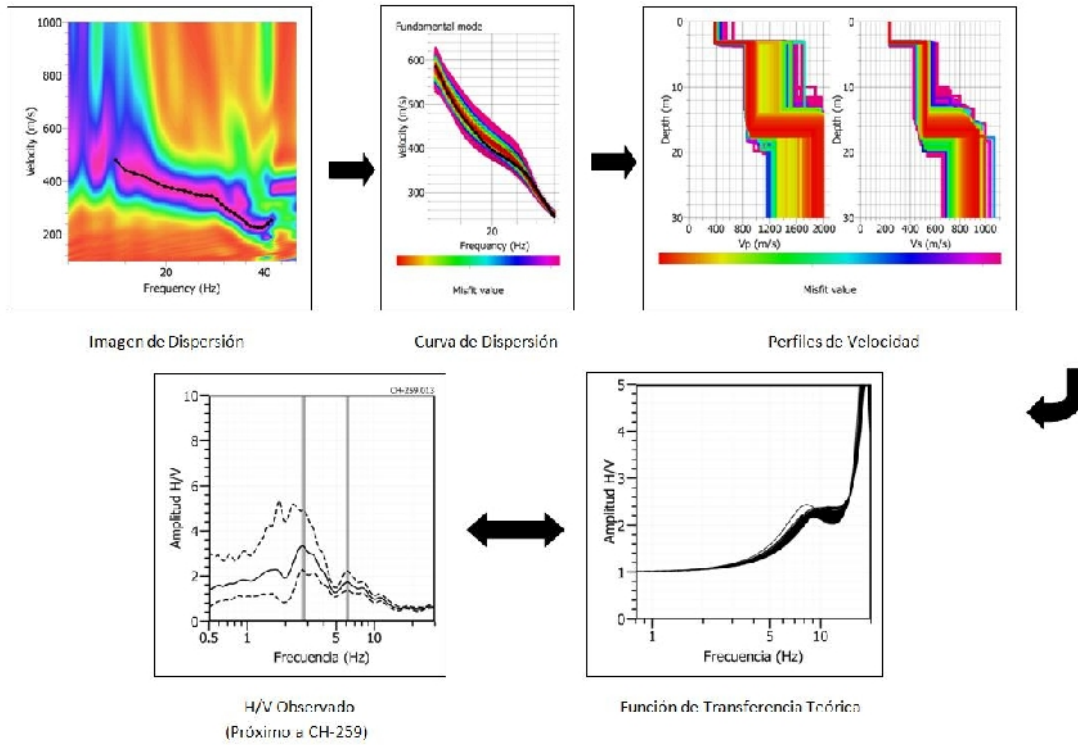 Fundamental mode
1000
800
600
400
200
Velocity (m/s)
20
40
Frequency (Hz)
600
500
400
300
Velocity (m/s)
20
Frequency (Hz)
Misfit value
0
10
20
30
Depth (m)
0
400
800
1200
1600
2000
Vp (m/s)
0
10
20
30
Depth (m)
0
200
400
600
800
1000
Vs (m/s)
Misfit value
Imagen de Dispersión
Curva de Dispersión
Perfiles de Velocidad
CH-259.013
10
8
6
4
2
0
Amplitud H/V
0.5
1
5
10
Frecuencia (Hz)
5
4
3
2
1
0
Amplitud H/V
1
5
10
Frecuencia (Hz)
H/V Observado
(Próximo a CH-259)
Función de Transferencia Teórica